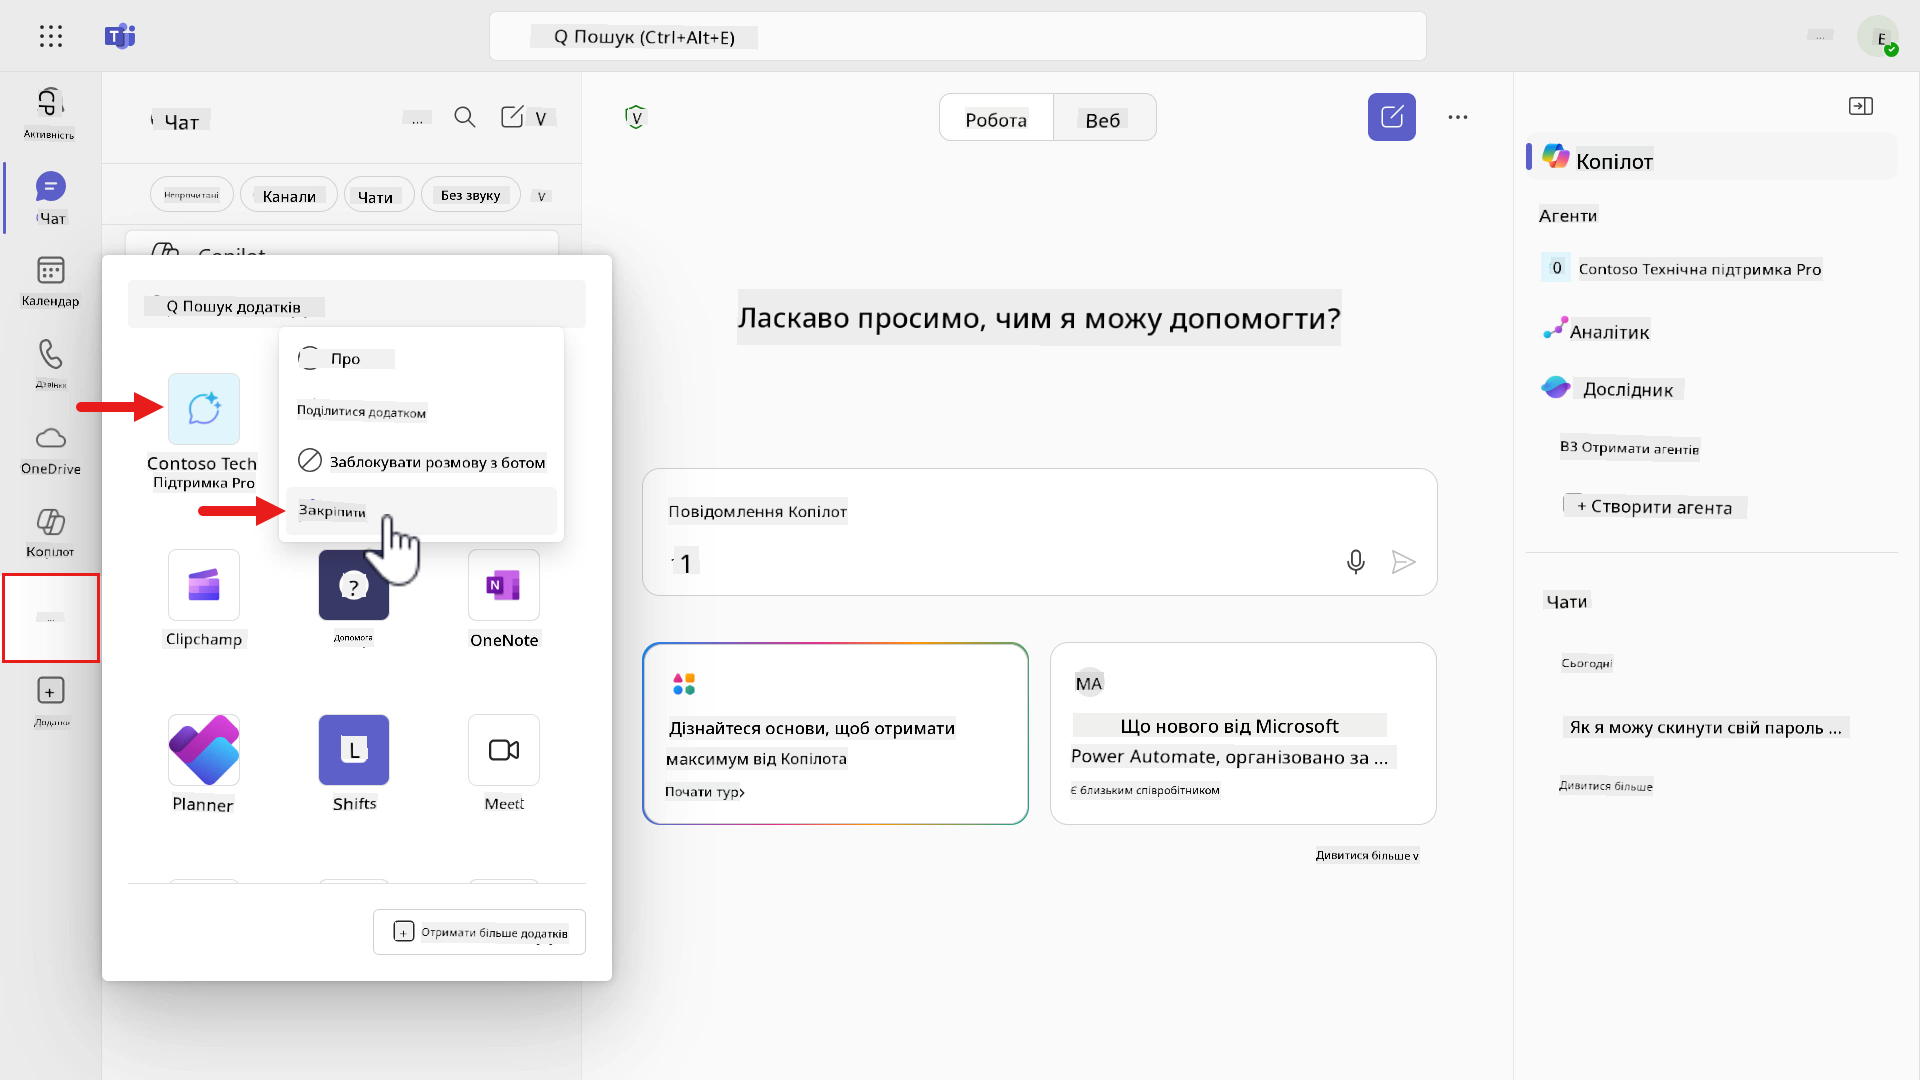 Q Пошук (Ctrl+Alt+E)
...
E
Активність
Чат
Календар
Дзвінки
OneDrive
Копілот
...
Додатки
Чат
...
V
Непрочитані
Канали
Чати
Без звуку
V
Copilot
Q Пошук додатків
Про
Поділитися додатком
Заблокувати розмову з ботом
Закріпити
Contoso Tech
Підтримка Pro
Clipchamp
Допомога
OneNote
Planner
Shifts
Meet
Отримати більше додатків
V
Робота
Веб
Ласкаво просимо, чим я можу допомогти?
Повідомлення Копілот
1
Дізнайтеся основи, щоб отримати
максимум від Копілота
Почати тур>
MA
Що нового від Microsoft
Power Automate, організовано за ...
Є близьким співробітником
Дивитися більше v
Копілот
Агенти
0 Contoso Технічна підтримка Pro
Аналітик
Дослідник
ВЗ Отримати агентів
+ Створити агента
Чати
Сьогодні
Як я можу скинути свій пароль ...
Дивитися більше